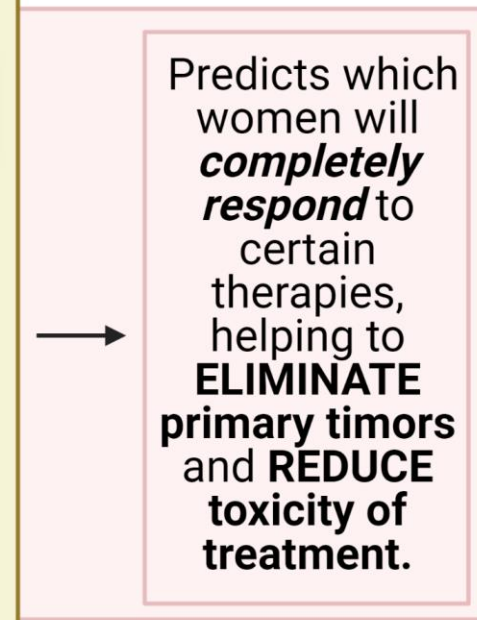 Predicts which
women will
completely
respond to
certain
therapies,
helping to
ELIMINATE
primary timors
and REDUCE
toxicity of
treatment.